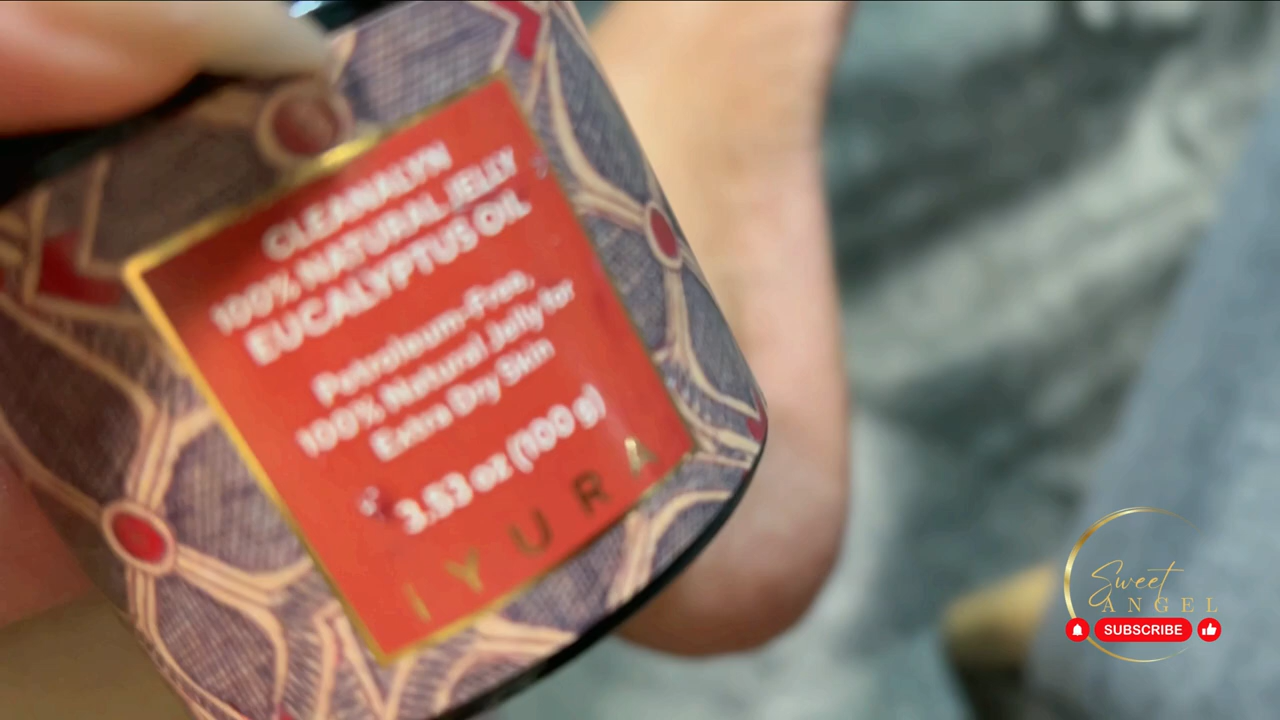 CLEANALYN
100% NATURAL JELLY
EUCALYPTUS OIL
Petroleum-Free,
100% Natural Jelly for
Extra Dry Skin
3.53 oz (100 g)
IYURA
Sweet
ANGEL
SUBSCRIBE